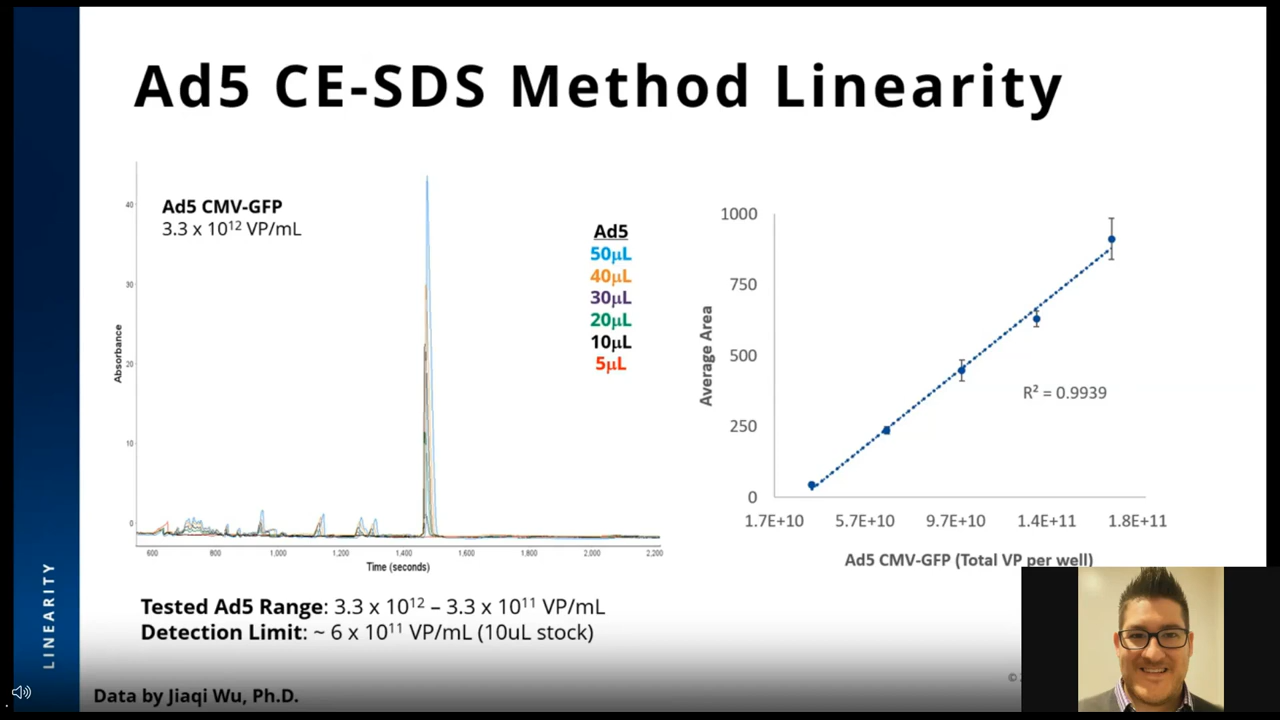 Ad5 CE-SDS Method Linearity
Ad5 CMV-GFP
3.3 x 10¹² VP/mL
Absorbance
40
30
20
10
0
600
800
1,000
1,200
1,400
1,600
1,800
2,000
2,200
Time (seconds)
Ad5
50μL
40μL
30μL
20μL
10μL
5μL
Average Area
1000
750
500
250
0
R² = 0.9939
1.7E+10
5.7E+10
9.7E+10
1.4E+11
1.8E+11
Ad5 CMV-GFP (Total VP per well)
Tested Ad5 Range: 3.3 x 10¹² – 3.3 x 10¹¹ VP/mL
Detection Limit: ~ 6 x 10¹¹ VP/mL (10uL stock)
LINEARITY
Data by Jiaqi Wu, Ph.D.